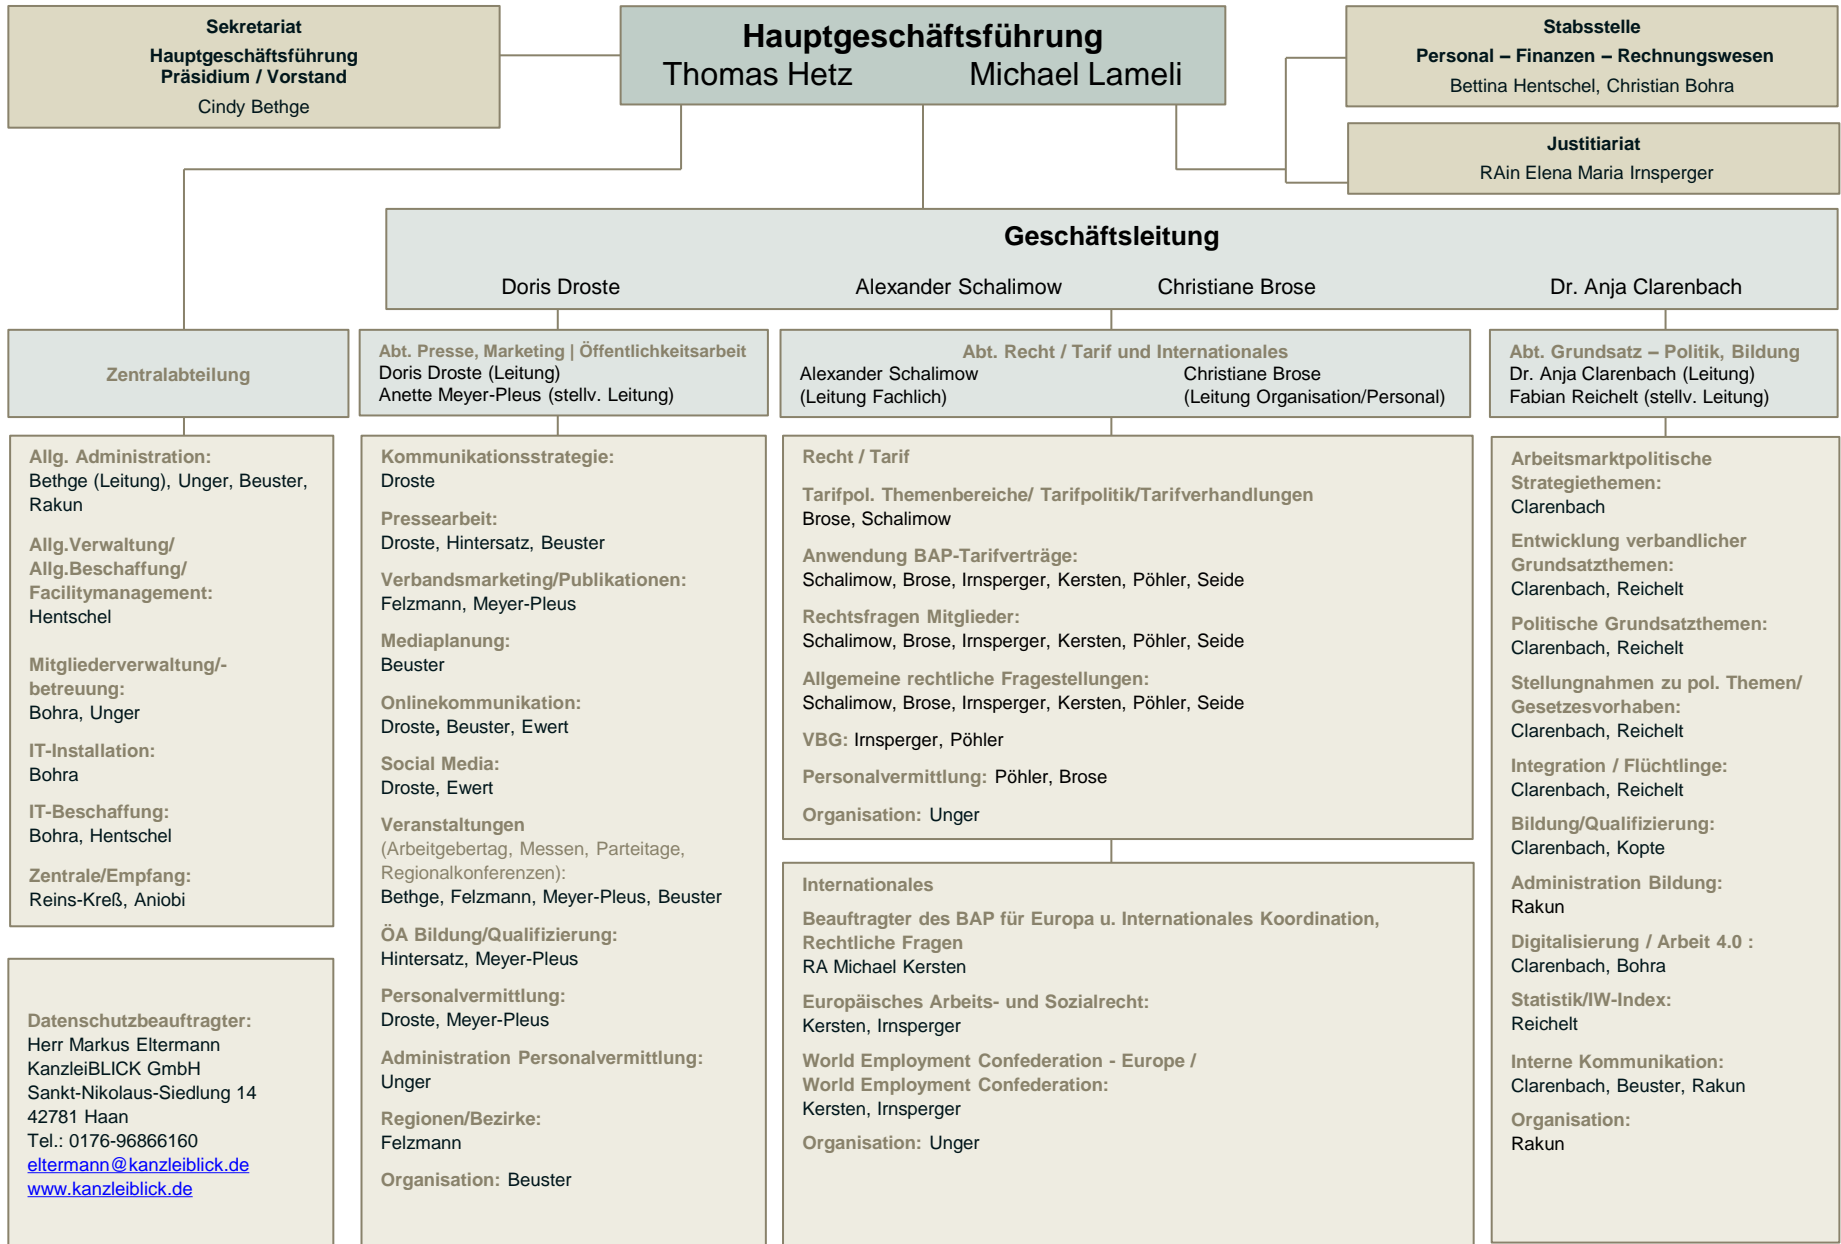 Sekretariat
Hauptgeschäftsführung
Präsidium / Vorstand
Cindy Bethge
Hauptgeschäftsführung
Thomas Hetz Michael Lameli
Stabsstelle
Personal – Finanzen – Rechnungswesen
Bettina Hentschel, Christian Bohra
Justitiariat
RAin Elena Maria Irnsperger
Geschäftsleitung
Doris Droste Alexander Schalimow Christiane Brose Dr. Anja Clarenbach
Zentralabteilung
Allg. Administration:
Bethge (Leitung), Unger, Beuster,
Rakun
Allg.Verwaltung/
Allg.Beschaffung/
Facilitymanagement:
Hentschel
Mitgliederverwaltung/-
betreuung:
Bohra, Unger
IT-Installation:
Bohra
IT-Beschaffung:
Bohra, Hentschel
Zentrale/Empfang:
Reins-Kreß, Aniobi
Datenschutzbeauftragter:
Herr Markus Eltermann
KanzleiBLICK GmbH
Sankt-Nikolaus-Siedlung 14
42781 Haan
Tel.: 0176-96866160
eltermann@kanzleiblick.de
www.kanzleiblick.de
Abt. Presse, Marketing | Öffentlichkeitsarbeit
Doris Droste (Leitung)
Anette Meyer-Pleus (stellv. Leitung)
Kommunikationsstrategie:
Droste
Pressearbeit:
Droste, Hintersatz, Beuster
Verbandsmarketing/Publikationen:
Felzmann, Meyer-Pleus
Mediaplanung:
Beuster
Onlinekommunikation:
Droste, Beuster, Ewert
Social Media:
Droste, Ewert
Veranstaltungen
(Arbeitgebertag, Messen, Parteitage,
Regionalkonferenzen):
Bethge, Felzmann, Meyer-Pleus, Beuster
ÖA Bildung/Qualifizierung:
Hintersatz, Meyer-Pleus
Personalvermittlung:
Droste, Meyer-Pleus
Administration Personalvermittlung:
Unger
Regionen/Bezirke:
Felzmann
Organisation: Beuster
Abt. Recht / Tarif und Internationales
Alexander Schalimow Christiane Brose
(Leitung Fachlich) (Leitung Organisation/Personal)
Recht / Tarif
Tarifpol. Themenbereiche/ Tarifpolitik/Tarifverhandlungen
Brose, Schalimow
Anwendung BAP-Tarifverträge:
Schalimow, Brose, Irnsperger, Kersten, Pöhler, Seide
Rechtsfragen Mitglieder:
Schalimow, Brose, Irnsperger, Kersten, Pöhler, Seide
Allgemeine rechtliche Fragestellungen:
Schalimow, Brose, Irnsperger, Kersten, Pöhler, Seide
VBG: Irnsperger, Pöhler
Personalvermittlung: Pöhler, Brose
Organisation: Unger
Internationales
Beauftragter des BAP für Europa u. Internationales Koordination,
Rechtliche Fragen
RA Michael Kersten
Europäisches Arbeits- und Sozialrecht:
Kersten, Irnsperger
World Employment Confederation - Europe /
World Employment Confederation:
Kersten, Irnsperger
Organisation: Unger
Abt. Grundsatz – Politik, Bildung
Dr. Anja Clarenbach (Leitung)
Fabian Reichelt (stellv. Leitung)
Arbeitsmarktpolitische
Strategiethemen:
Clarenbach
Entwicklung verbandlicher
Grundsatzthemen:
Clarenbach, Reichelt
Politische Grundsatzthemen:
Clarenbach, Reichelt
Stellungnahmen zu pol. Themen/
Gesetzesvorhaben:
Clarenbach, Reichelt
Integration / Flüchtlinge:
Clarenbach, Reichelt
Bildung/Qualifizierung:
Clarenbach, Kopte
Administration Bildung:
Rakun
Digitalisierung / Arbeit 4.0 :
Clarenbach, Bohra
Statistik/IW-Index:
Reichelt
Interne Kommunikation:
Clarenbach, Beuster, Rakun
Organisation:
Rakun